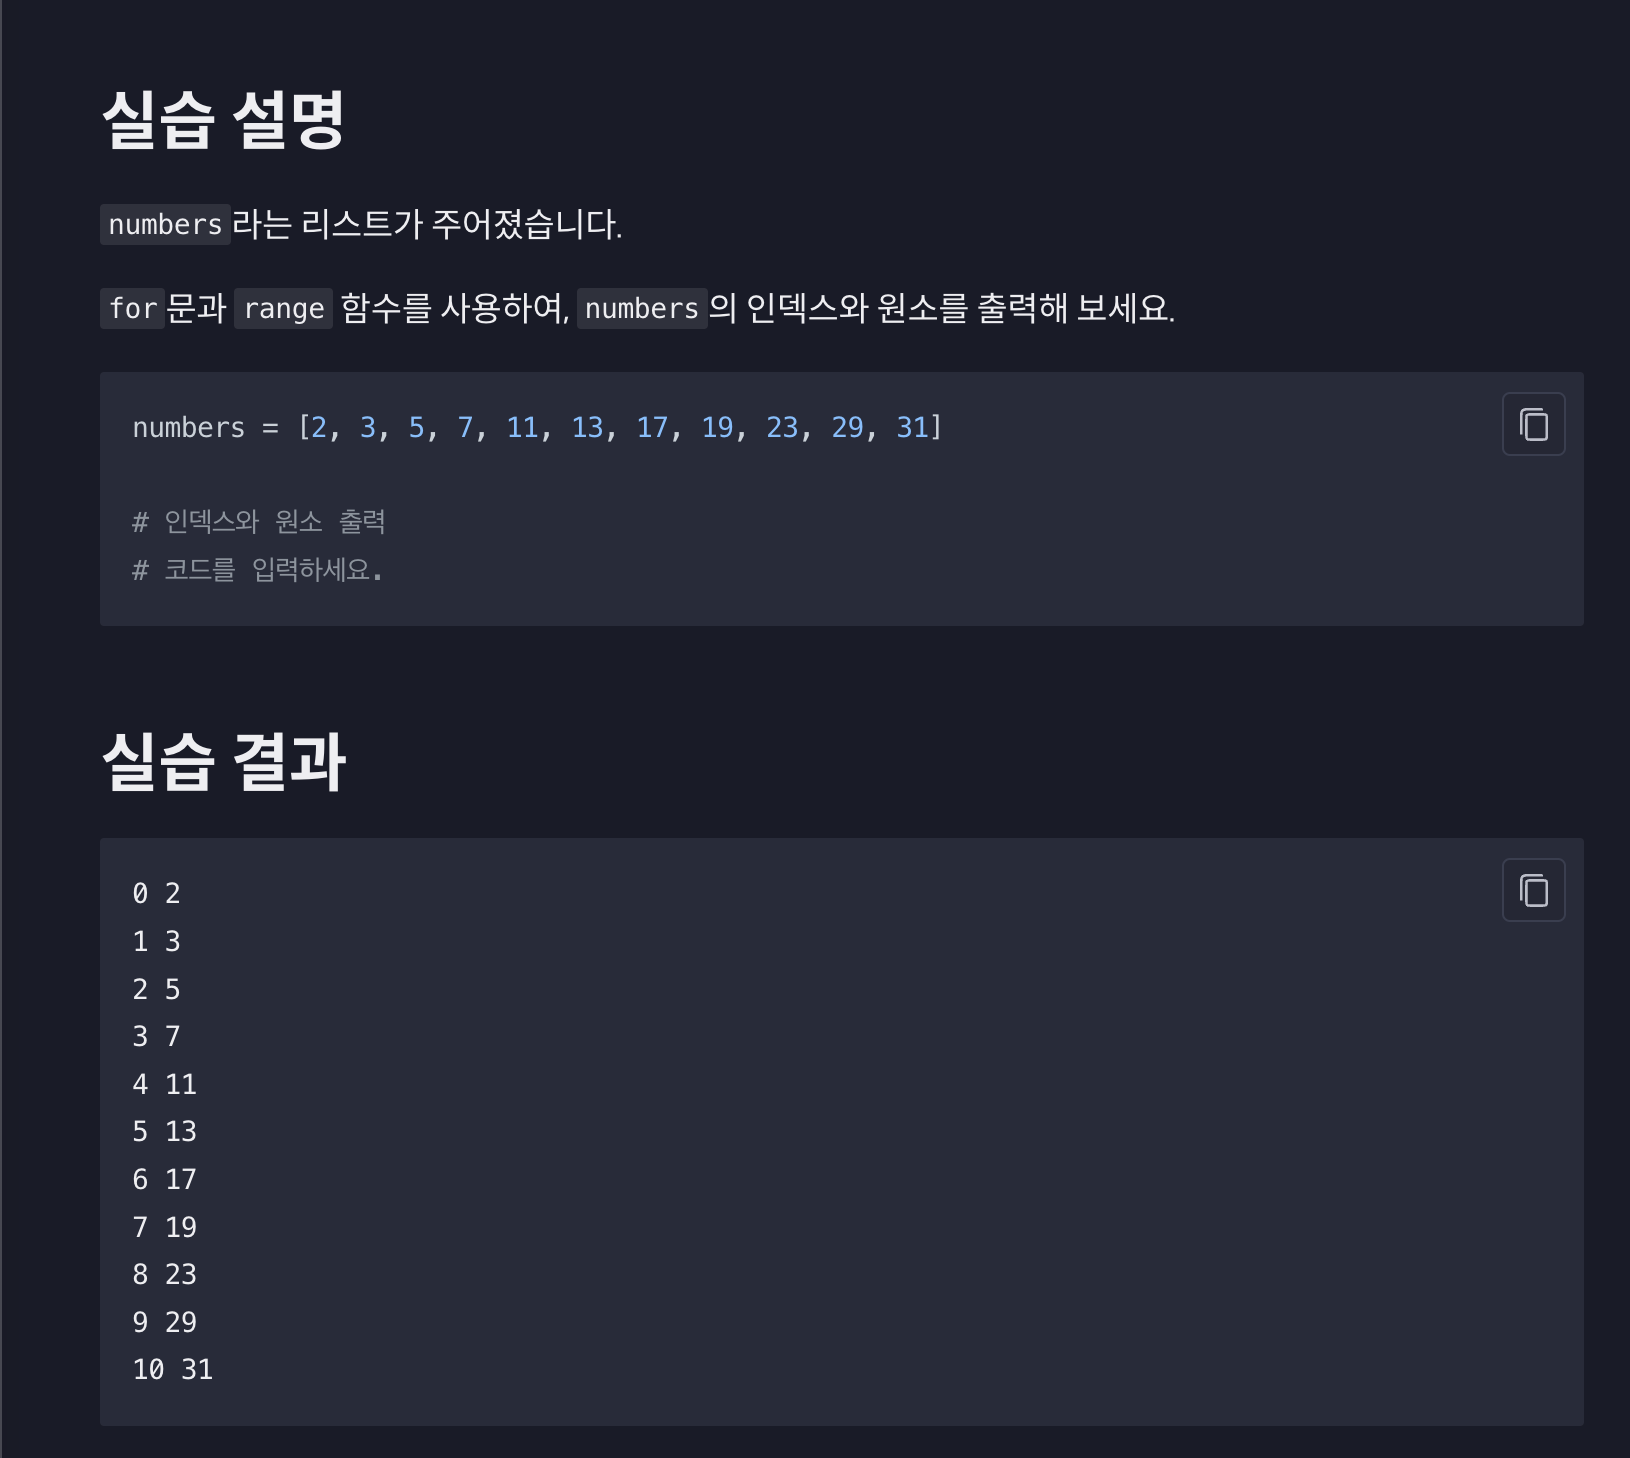 실습 설명
numbers라는 리스트가 주어졌습니다.
for문과 range 함수를 사용하여, numbers의 인덱스와 원소를 출력해 보세요.
numbers = [2, 3, 5, 7, 11, 13, 17, 19, 23, 29, 31]
# 인덱스와 원소 출력
# 코드를 입력하세요.
실습 결과
0 2
1 3
2 5
3 7
4 11
5 13
6 17
7 19
8 23
9 29
10 31